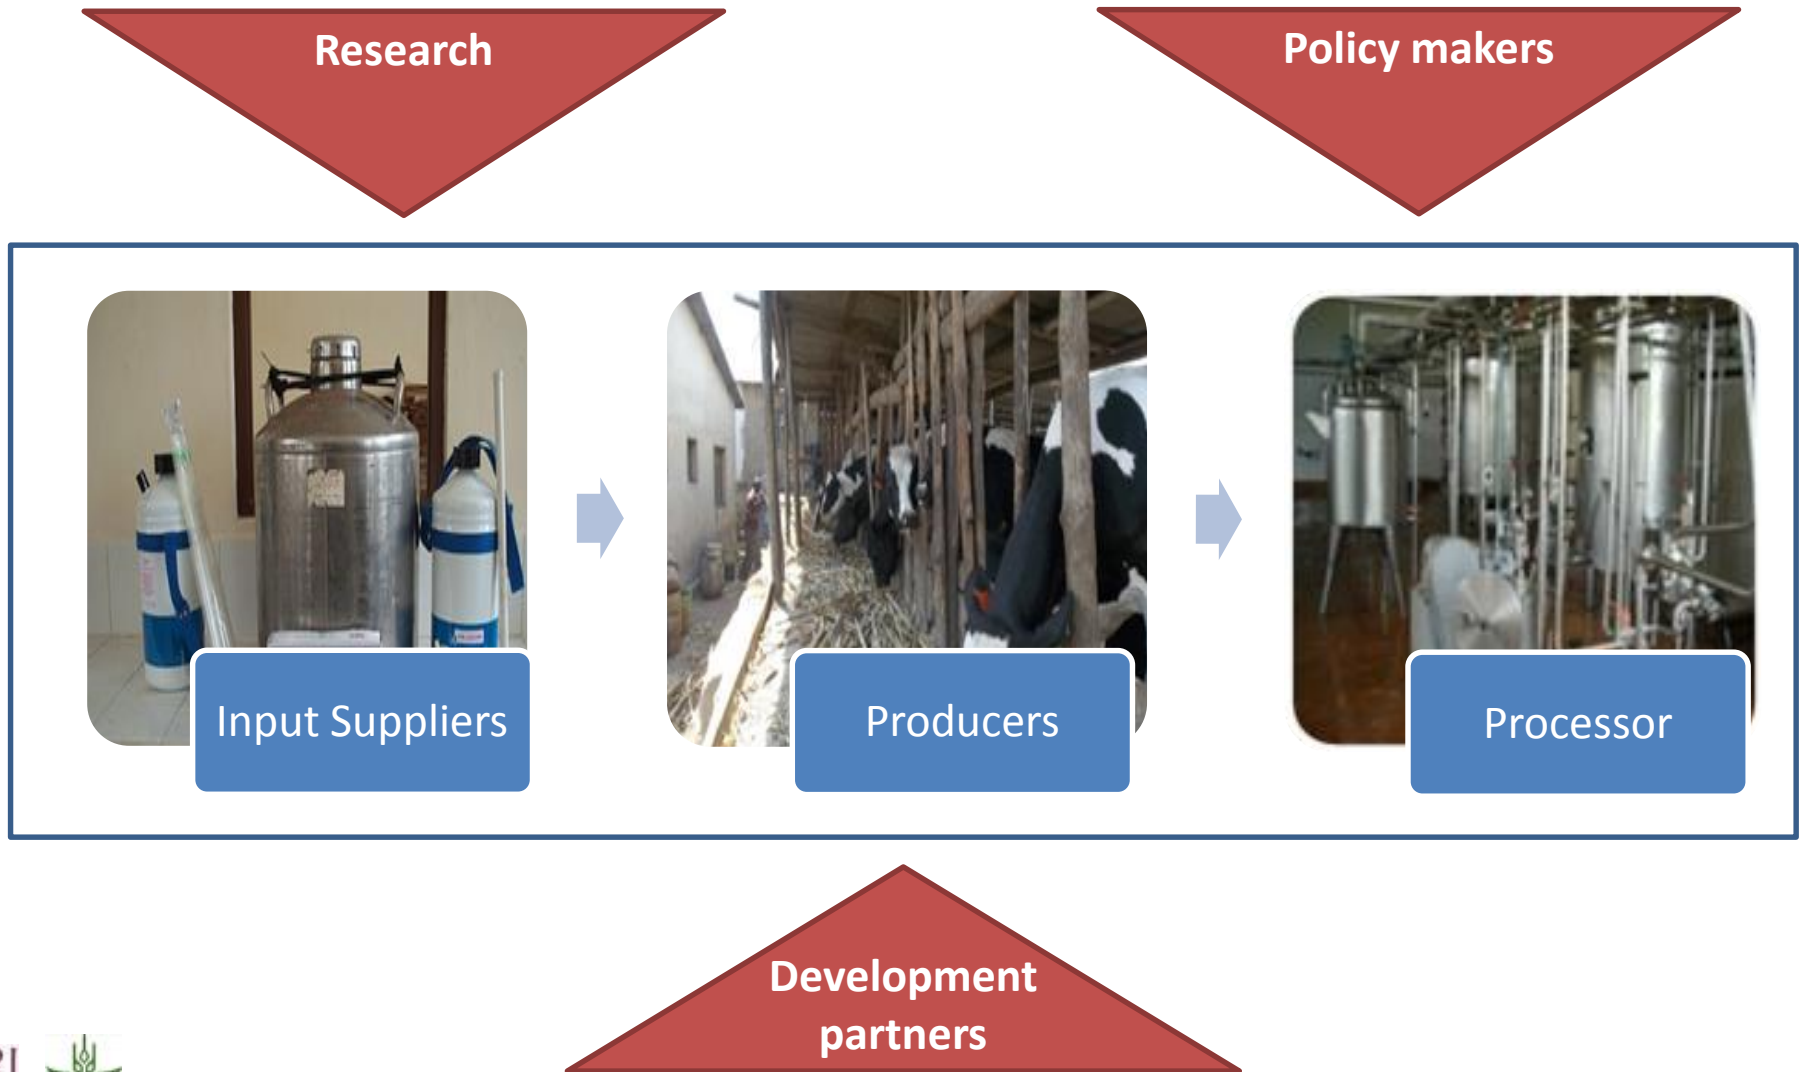 Research
Policy makers
Input Suppliers
Producers
Processor
Development
partners